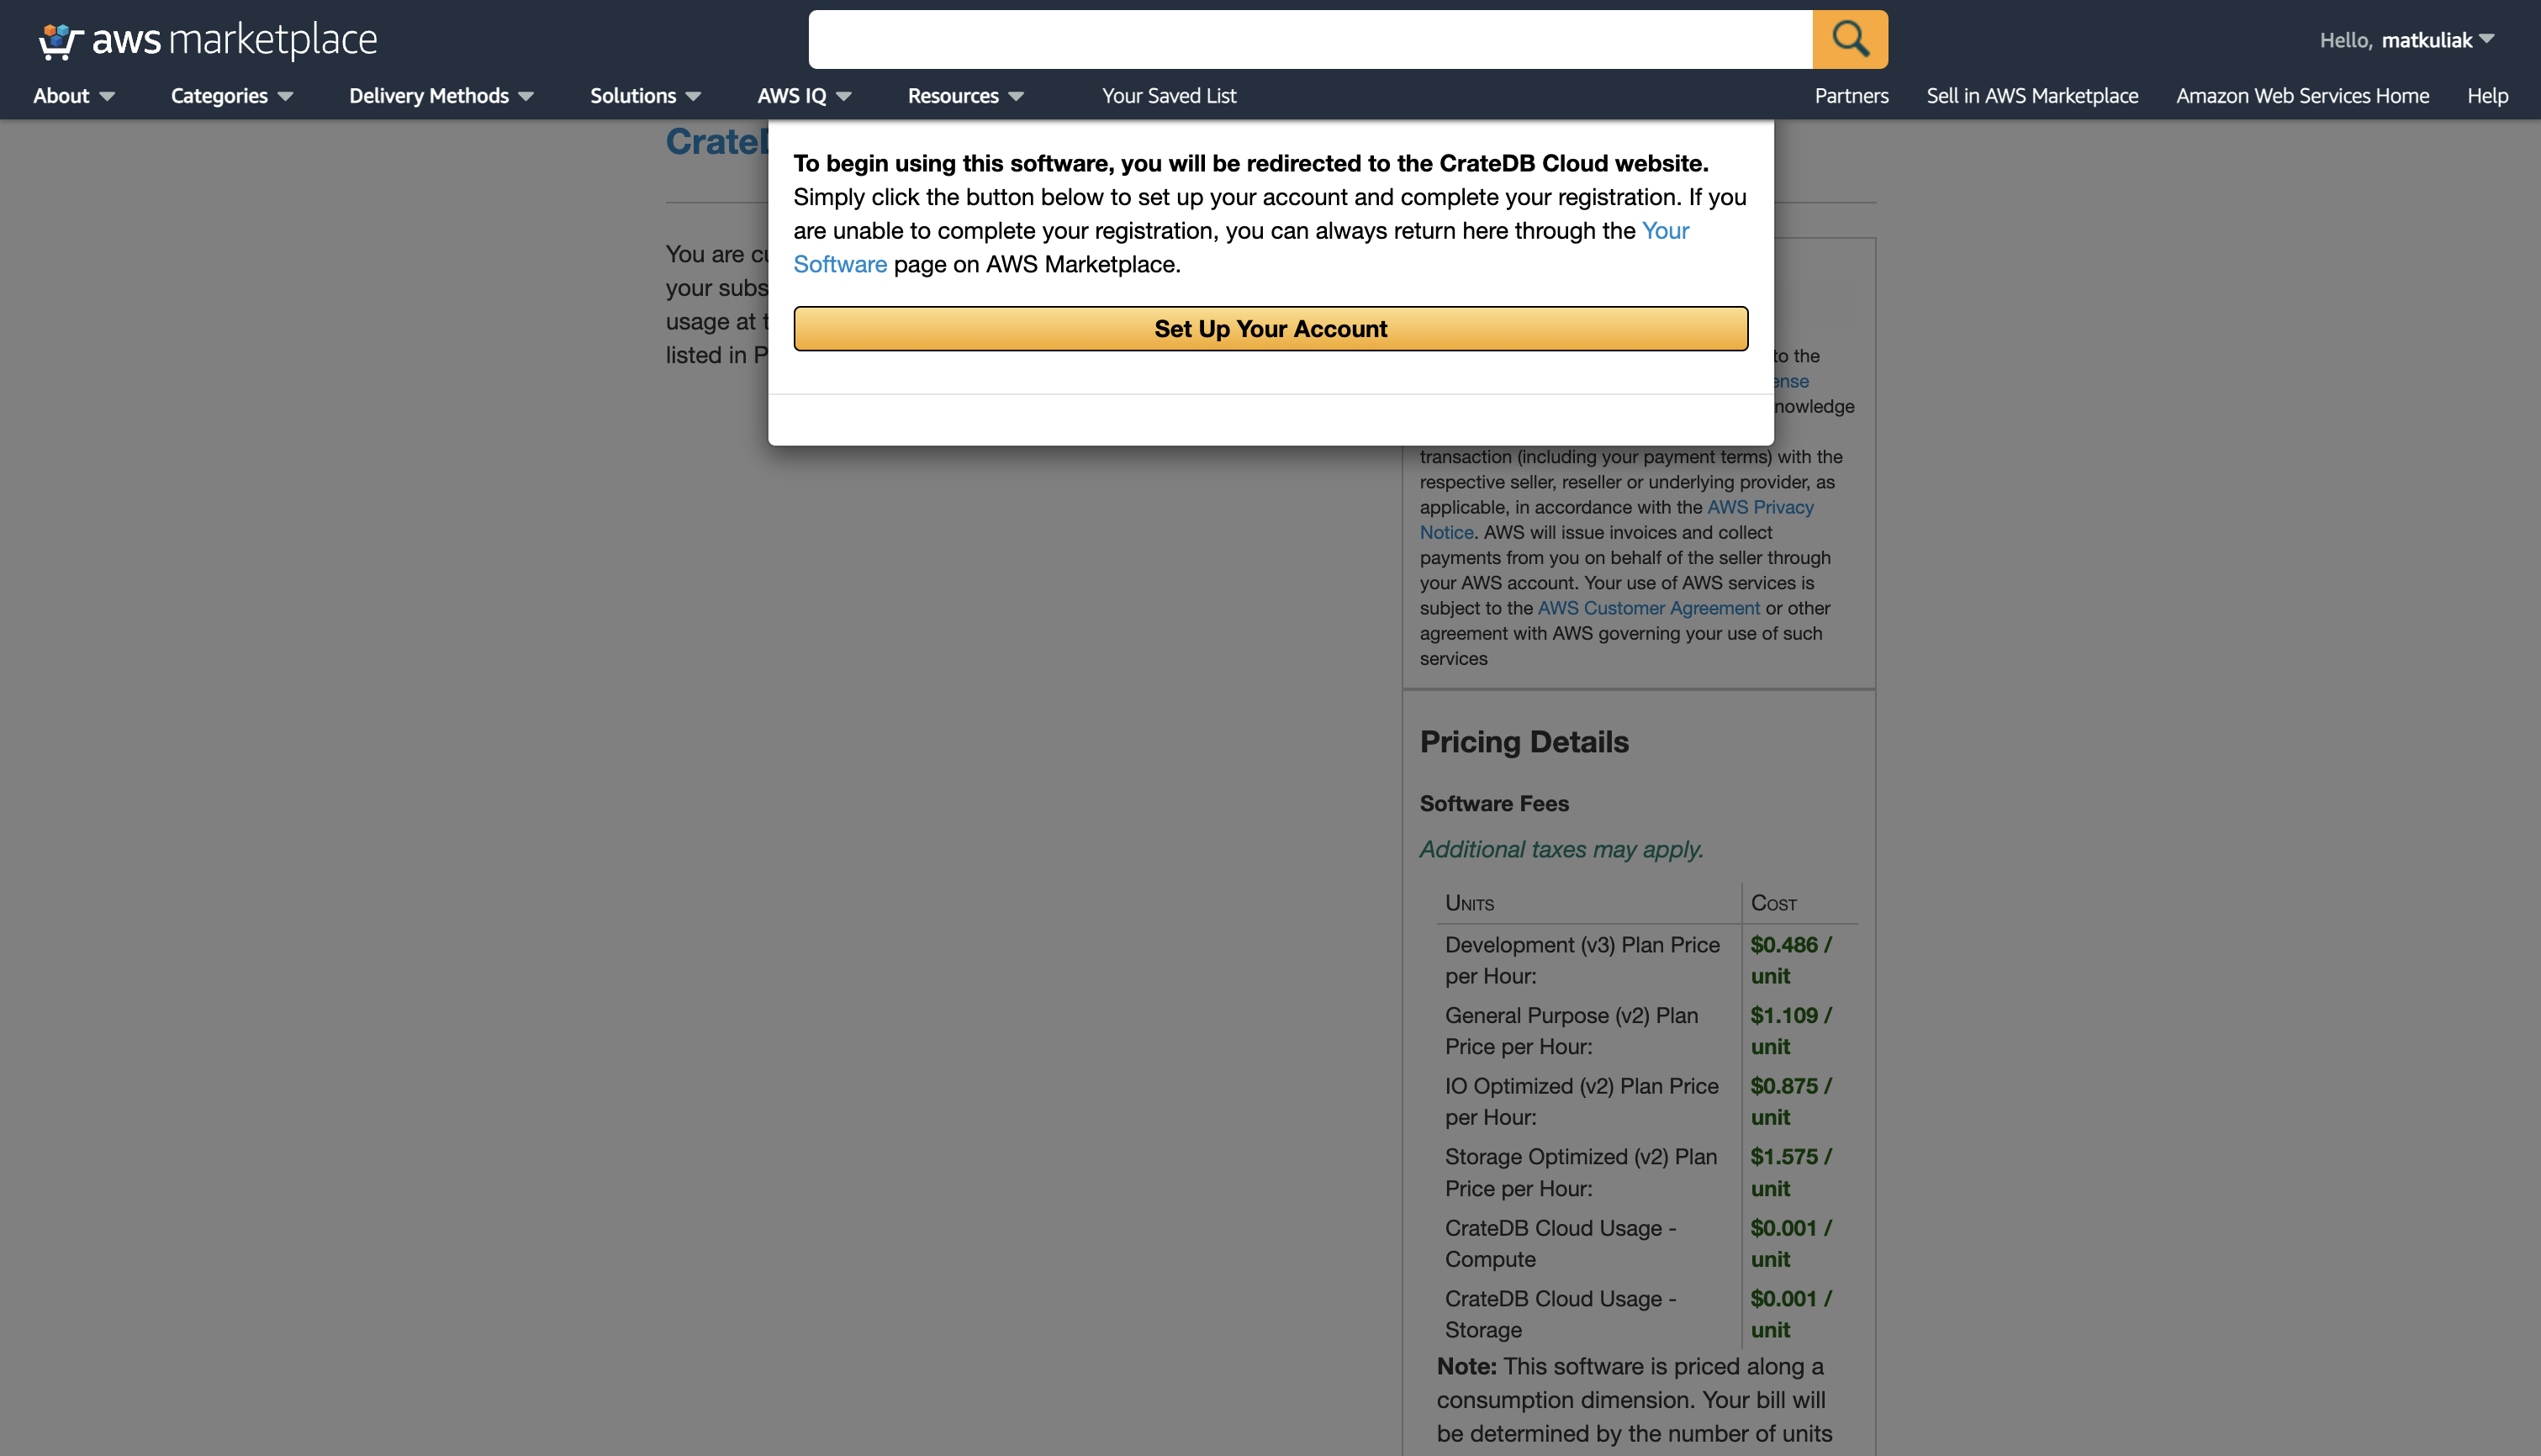 aws marketplace
Hello, matkuliak
About Categories Delivery Methods Solutions AWS IQ Resources Your Saved List Partners Sell in AWS Marketplace Amazon Web Services Home Help
To begin using this software, you will be redirected to the CrateDB Cloud website.
Simply click the button below to set up your account and complete your registration. If you
are unable to complete your registration, you can always return here through the Your
Software page on AWS Marketplace.
Set Up Your Account
You are
your subs
usage at
listed in P
to the
nowledge
transaction (including your payment terms) with the
respective seller, reseller or underlying provider, as
applicable, in accordance with the AWS Privacy
Notice. AWS will issue invoices and collect
payments from you on behalf of the seller through
your AWS account. Your use of AWS services is
subject to the AWS Customer Agreement or other
agreement with AWS governing your use of such
services
Pricing Details
Software Fees
Additional taxes may apply.
Units Cost
Development (v3) Plan Price $0.486 /
per Hour: unit
General Purpose (v2) Plan $1.109 /
Price per Hour: unit
IO Optimized (v2) Plan Price $0.875 /
per Hour: unit
Storage Optimized (v2) Plan $1.575 /
Price per Hour: unit
CrateDB Cloud Usage - $0.001 /
Compute unit
CrateDB Cloud Usage - $0.001 /
Storage unit
Note: This software is priced along a
consumption dimension. Your bill will
be determined by the number of units